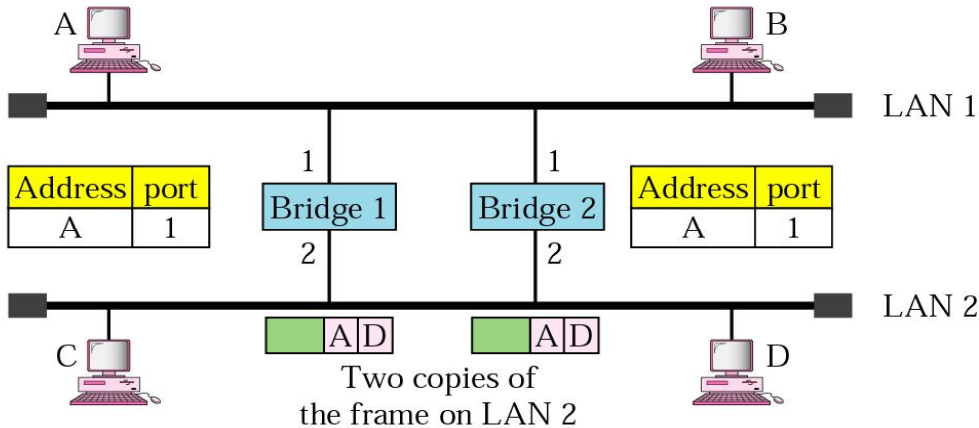 A
B
LAN 1
1
1
Address port
A 1
Bridge 1
Bridge 2
Address port
A 1
2
2
LAN 2
C
A D
A D
D
Two copies of
the frame on LAN 2